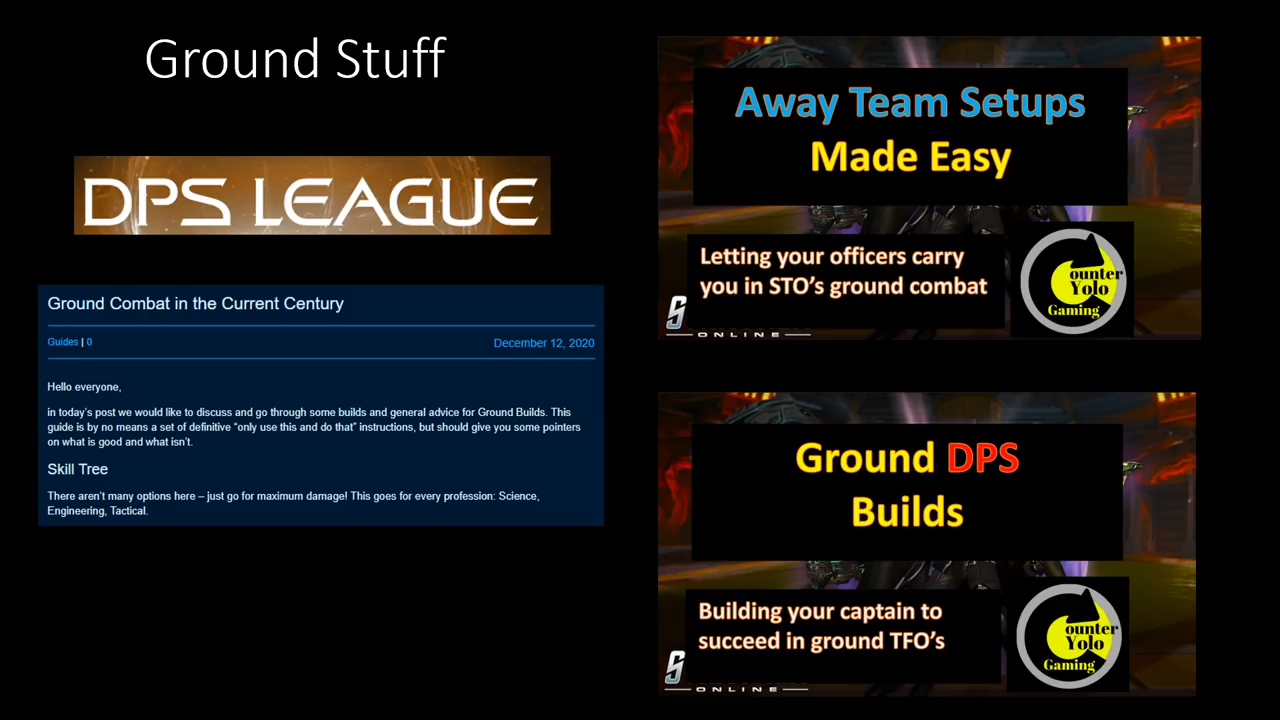 Ground Stuff
DPS LEAGUE
Ground Combat in the Current Century
Guides | 0
December 12, 2020
Hello everyone,
in today's post we would like to discuss and go through some builds and general advice for Ground Builds. This
guide is by no means a set of definitive “only use this and do that” instructions, but should give you some pointers
on what is good and what isn't.
Skill Tree
There aren't many options here – just go for maximum damage! This goes for every profession: Science,
Engineering, Tactical.
Away Team Setups
Made Easy
Letting your officers carry
you in STO's ground combat
ounter
Yolo
Gaming
ONLINE
Ground DPS
Builds
Building your captain to
succeed in ground TFO's
ounter
Yolo
Gaming
ONLINE